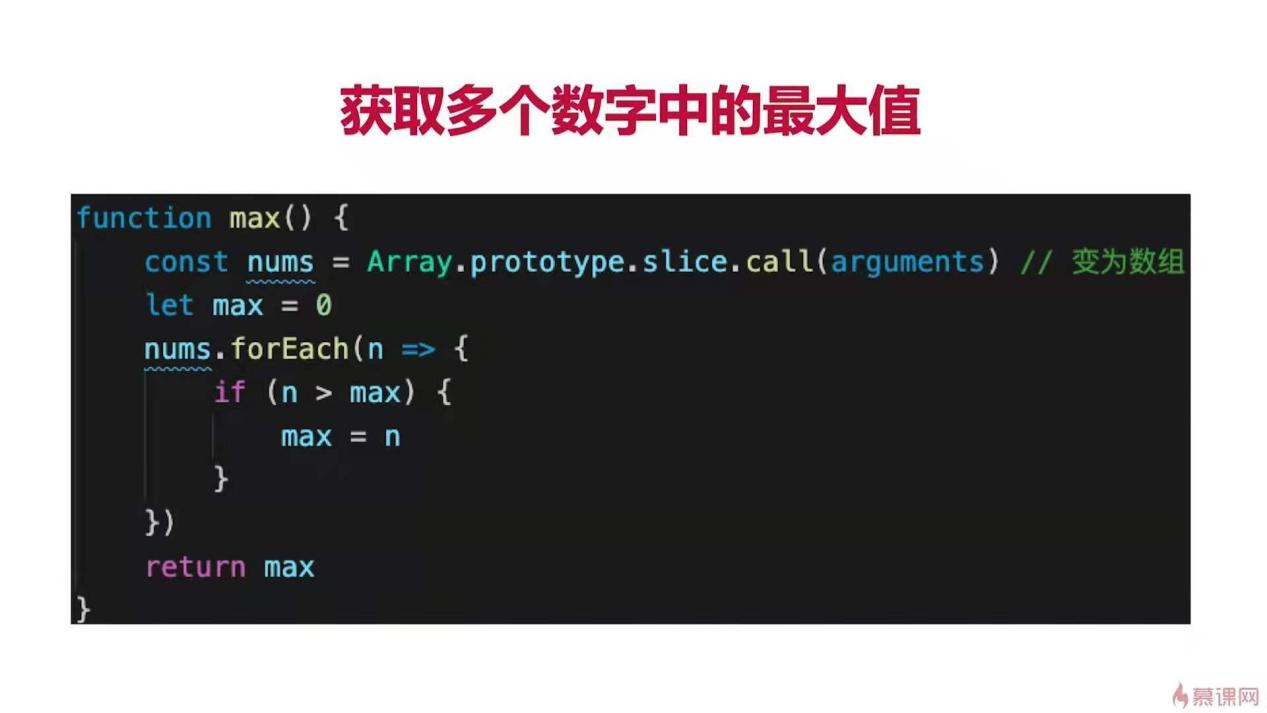 获取多个数字中的最大值
function max() {
    const nums = Array.prototype.slice.call(arguments) // 变为数组
    let max = 0
    nums.forEach(n => {
        if (n > max) {
            max = n
        }
    })
    return max
}
慕课网